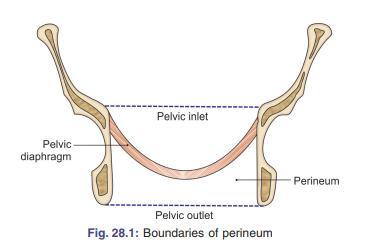 Pelvic inlet
Pelvic
diaphragm
Perineum
Pelvic outlet
Fig. 28.1: Boundaries of perineum